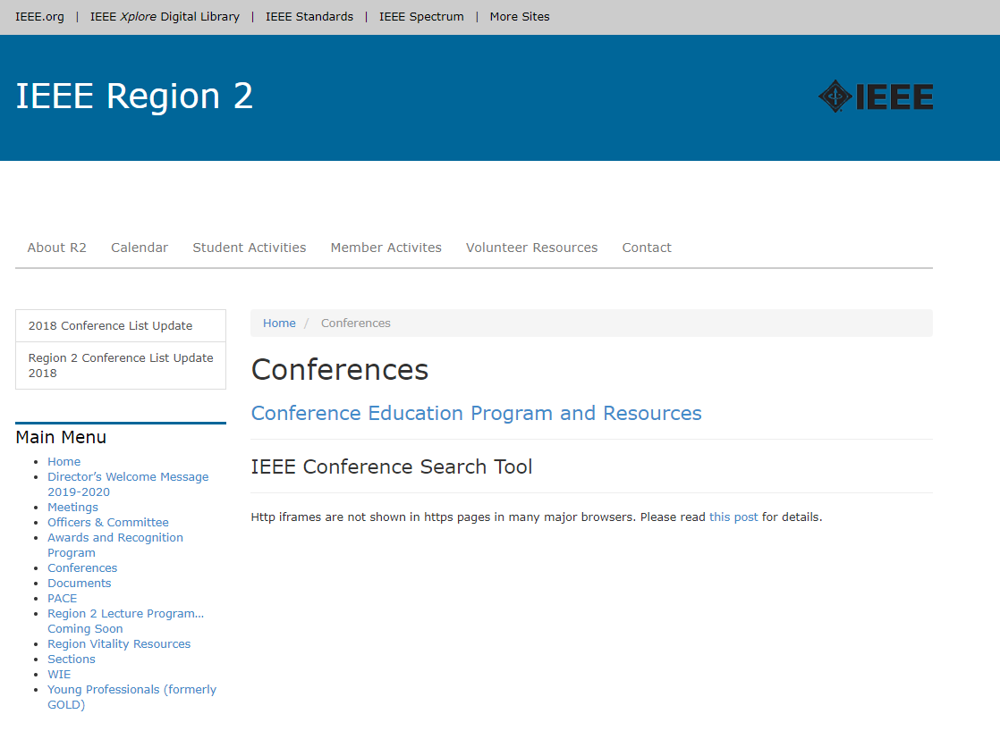 IEEE.org | IEEE Xplore Digital Library | IEEE Standards | IEEE Spectrum | More Sites
IEEE Region 2
IEEE
About R2 Calendar Student Activities Member Activites Volunteer Resources Contact
2018 Conference List Update
Region 2 Conference List Update
2018
Main Menu
Home
Director’s Welcome Message
2019-2020
Meetings
Officers & Committee
Awards and Recognition
Program
Conferences
Documents
PACE
Region 2 Lecture Program…
Coming Soon
Region Vitality Resources
Sections
WIE
Young Professionals (formerly
GOLD)
Home / Conferences
Conferences
Conference Education Program and Resources
IEEE Conference Search Tool
Http iframes are not shown in https pages in many major browsers. Please read this post for details.